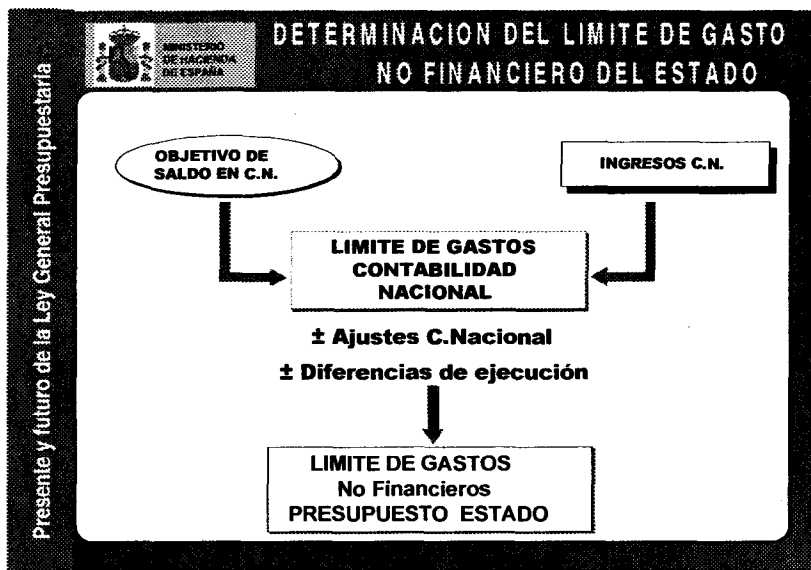 Presente y futuro de la Ley General Presupuestaria
MINISTERIO
DE HACIENDA
DE ESPAÑA
DETERMINACION DEL LIMITE DE GASTO
NO FINANCIERO DEL ESTADO
OBJETIVO DE
SALDO EN C.N.
INGRESOS C.N.
LIMITE DE GASTOS
CONTABILIDAD
NACIONAL
± Ajustes C.Nacional
± Diferencias de ejecución
LIMITE DE GASTOS
No Financieros
PRESUPUESTO ESTADO